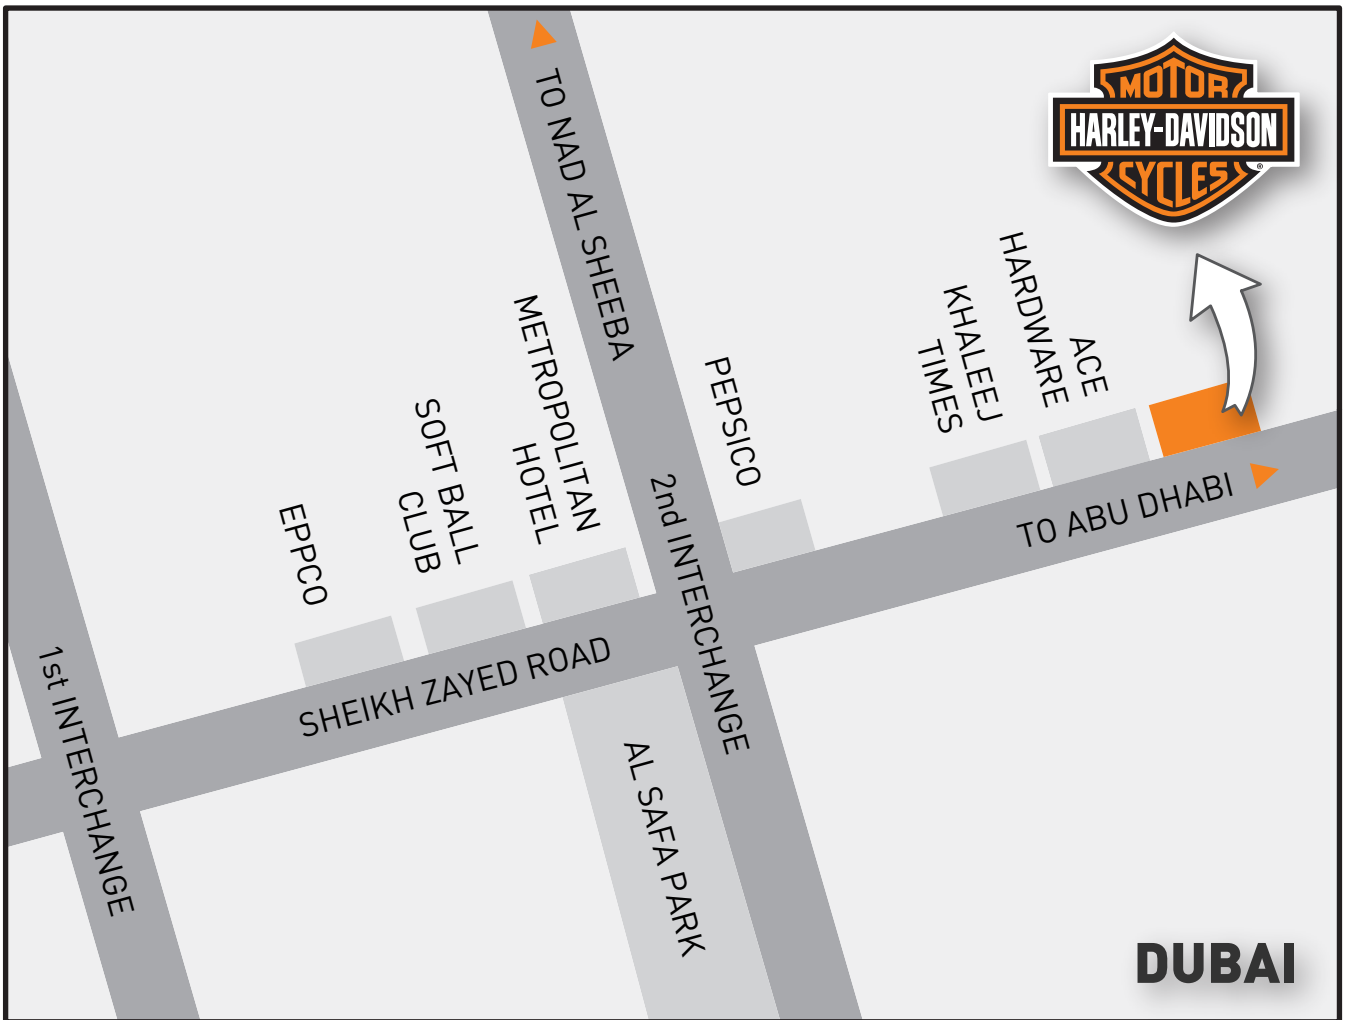 MOTOR
HARLEY-DAVIDSON
CYCLES
®
TO NAD AL SHEEBA
HARDWARE
ACE
KHALEEJ
TIMES
METROPOLITAN
HOTEL
PEPSICO
SOFT BALL
CLUB
EPPCO
2nd INTERCHANGE
TO ABU DHABI
SHEIKH ZAYED ROAD
1st INTERCHANGE
AL SAFA PARK
DUBAI